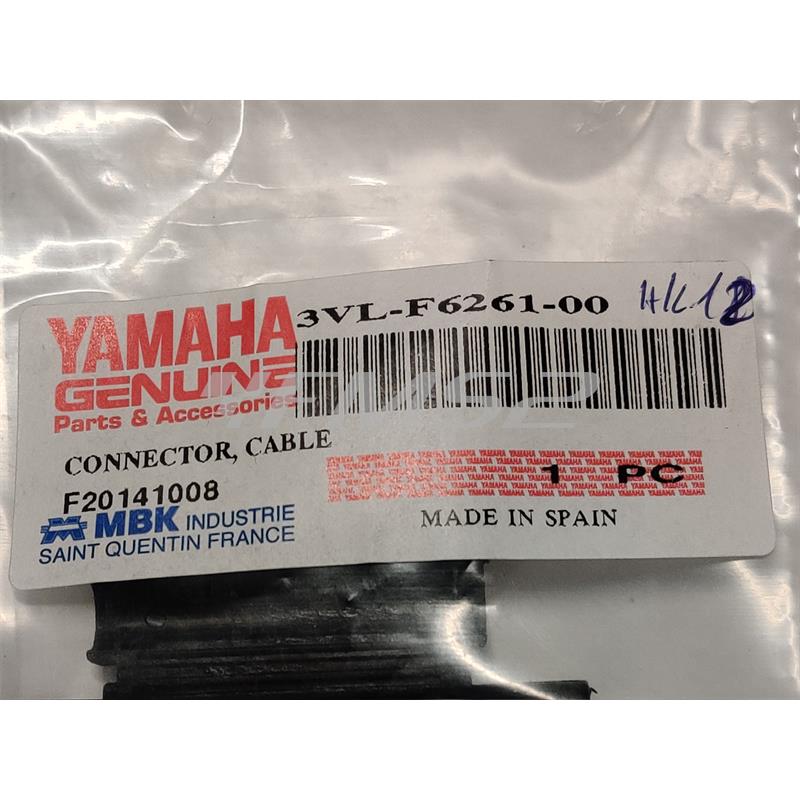 3VL-F6261-00
HK12
YAMAHA
GENUINE
Parts & Accessories
CONNECTOR, CABLE
1 PC
F20141008
MBK INDUSTRIE
SAINT QUENTIN FRANCE
MADE IN SPAIN